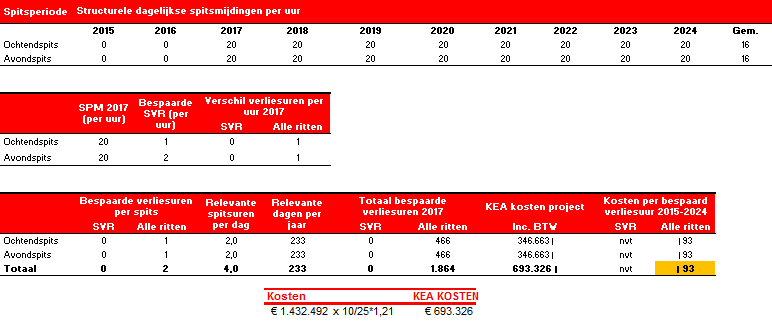 Spitsperiode Structurele dagelijkse spitsmijdingen per uur
2015 2016 2017 2018 2019 2020 2021 2022 2023 2024 Gem.
Ochtendspits 0 0 20 20 20 20 20 20 20 20 16
Avondspits 0 0 20 20 20 20 20 20 20 20 16
SPM 2017 (per uur) Bespaarde SVR (per uur) Verschil verliesuren per uur 2017
SVR Alle ritten
Ochtendspits 20 1 0 1
Avondspits 20 2 0 1
Bespaarde verliesuren per spits Relevante spitsuren per dag Relevante dagen per jaar Totaal bespaarde verliesuren 2017 KEA kosten project Kosten per bespaard verliesuur 2015-2024
SVR Alle ritten SVR Alle ritten Inc. BTW SVR Alle ritten
Ochtendspits 0 1 2,0 233 0 466 346.663 | nvt | 93
Avondspits 0 1 2,0 233 0 466 346.663 | nvt | 93
Totaal 0 2 4,0 233 0 1.864 693.326 | nvt | 93
Kosten KEA KOSTEN
€ 1.432.492 x 10/25*1,21 € 693.326